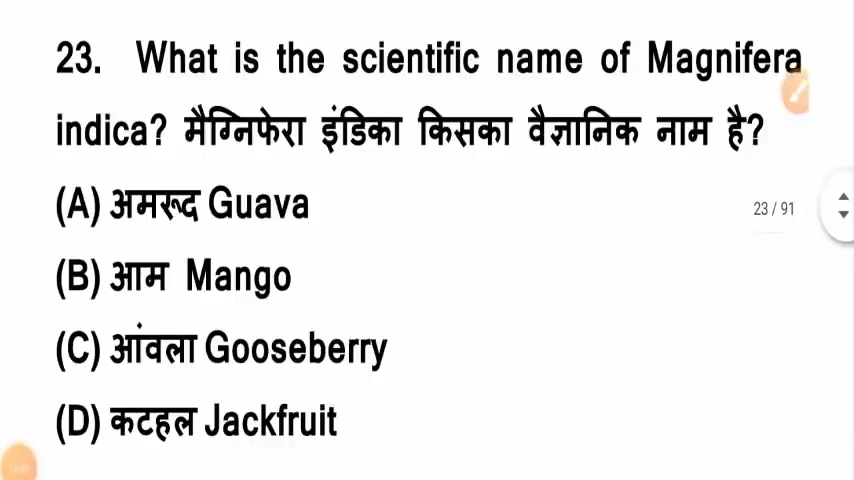 23. What is the scientific name of Magnifera
indica? मैग्निफेरा इंडिका किसका वैज्ञानिक नाम है?
(A) अमरूद Guava
23 / 91
(B) आम Mango
(C) आंवला Gooseberry
(D) कटहल Jackfruit